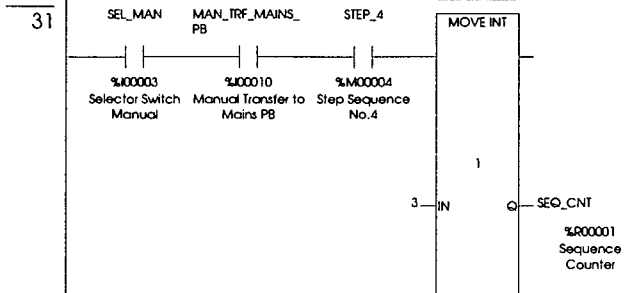 31
SEL_MAN
MAN_TRF_MAINS_
PB
STEP_4
MOVE INT
%I00003
%I00010
%M00004
Selector Switch
Manual
Manual Transfer to
Mains PB
Step Sequence
No.4
1
3
IN
Q
SEQ_CNT
%R00001
Sequence
Counter